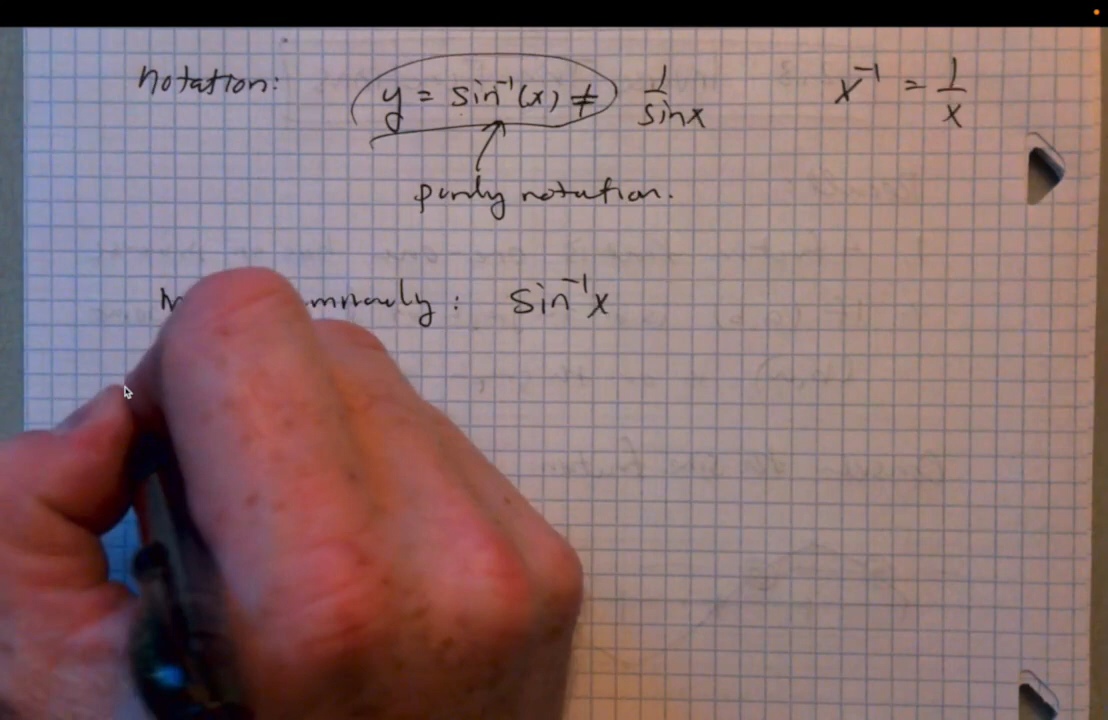 Notation: y = sin⁻¹(x) ≠ 1/sinx x⁻¹ = 1/x
purely notation.
: sin⁻¹x